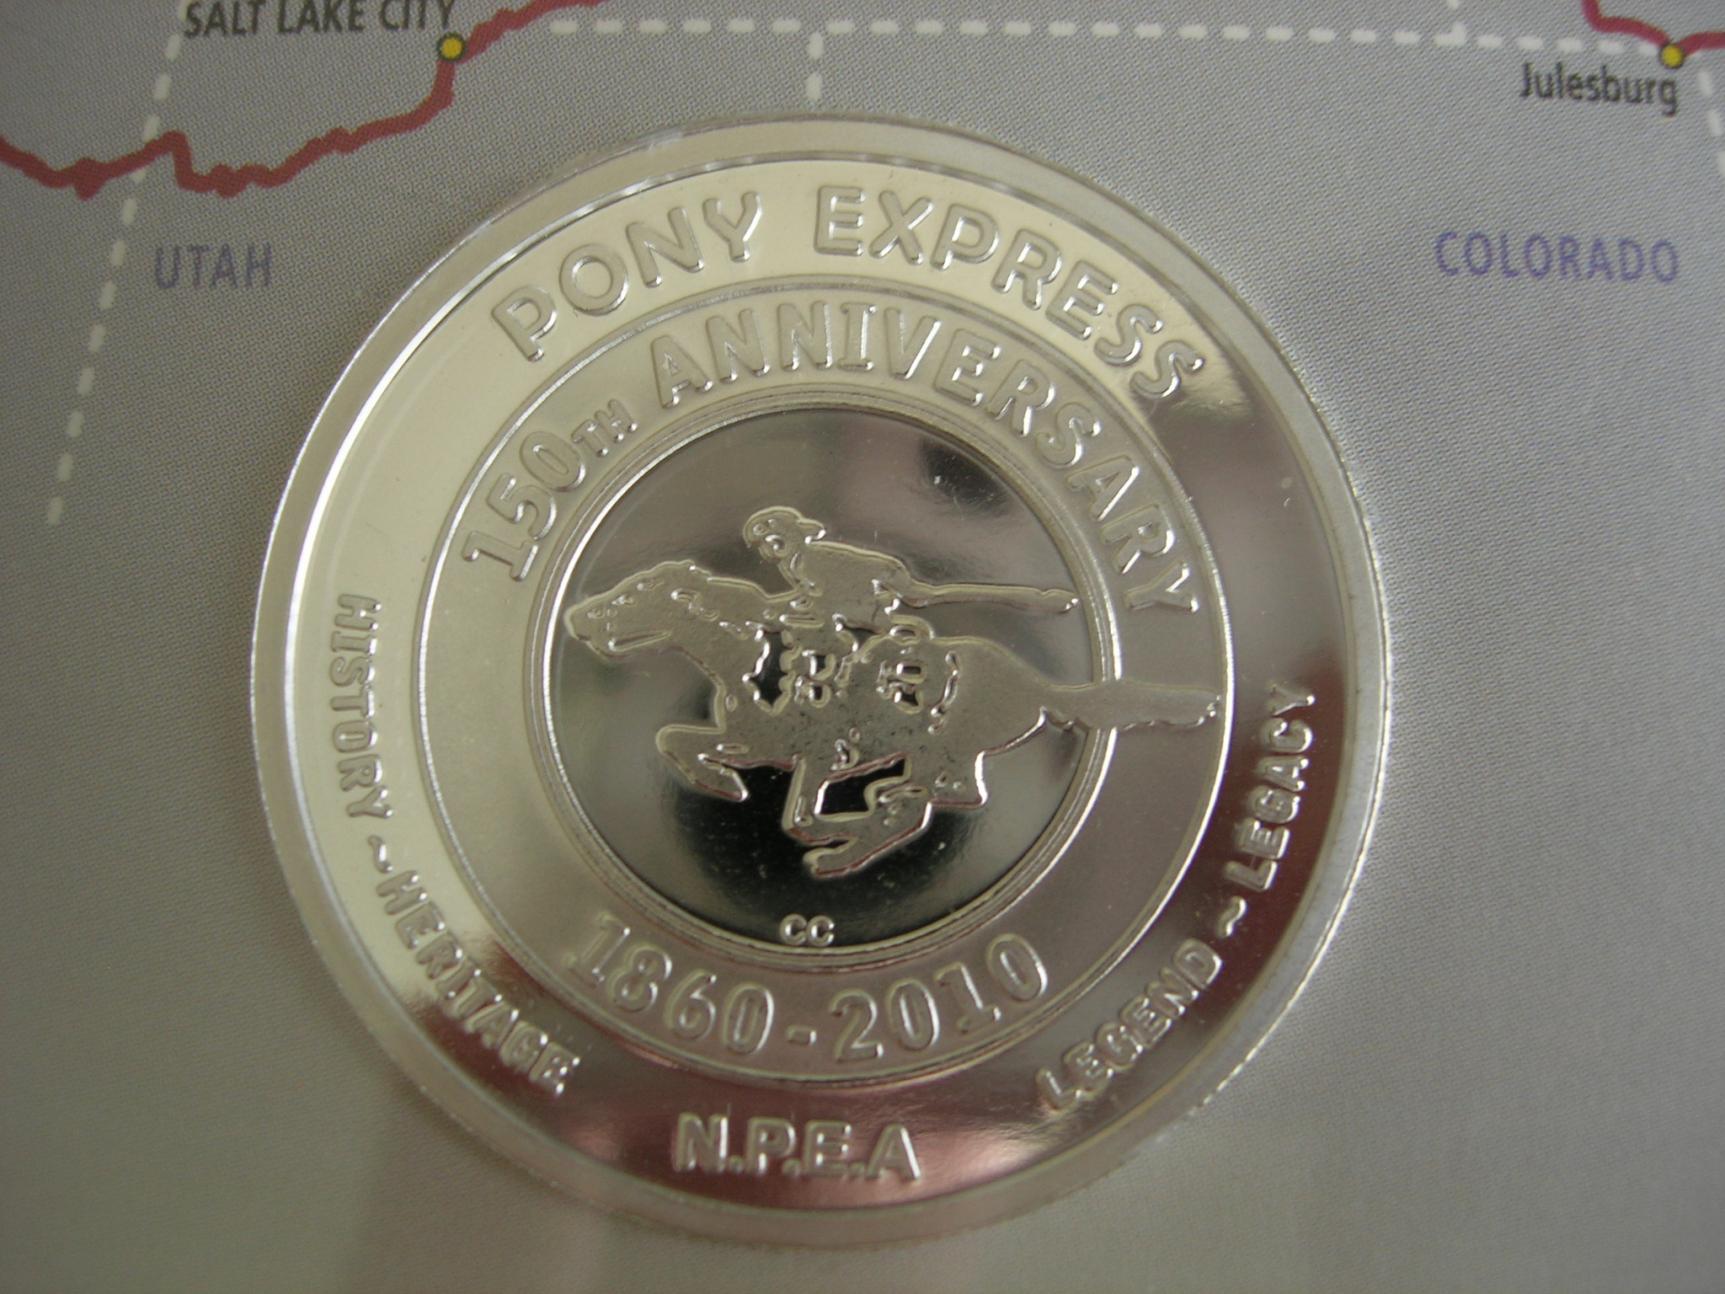 SALT LAKE CITY
Julesburg
UTAH
COLORADO
PONY EXPRESS
150TH ANNIVERSARY
CC
1860-2010
HISTORY ~ HERITAGE
LEGEND ~ LEGACY
N.P.E.A